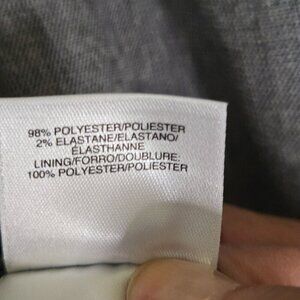 98% POLYESTER/POLIESTER
2% ELASTANE/ELASTANO/
ÉLASTHANNE
LINING/FORRO/DOUBLURE:
100% POLYESTER/POLIESTER